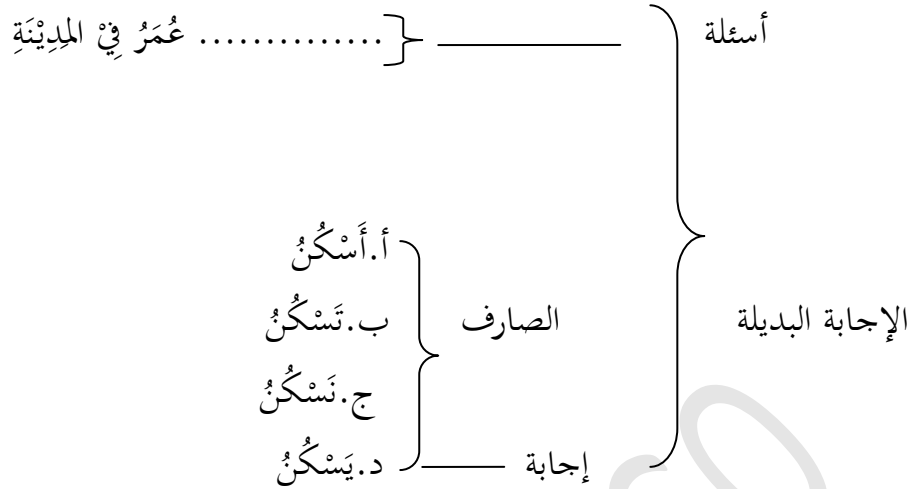 أسئلة
.............. عُمَرُ فِيْ المدِيْنَةِ
أ.أَسْكُنُ
ب.تَسْكُنُ
ج.نَسْكُنُ
د.يَسْكُنُ
الصارف
إجابة
الإجابة البديلة